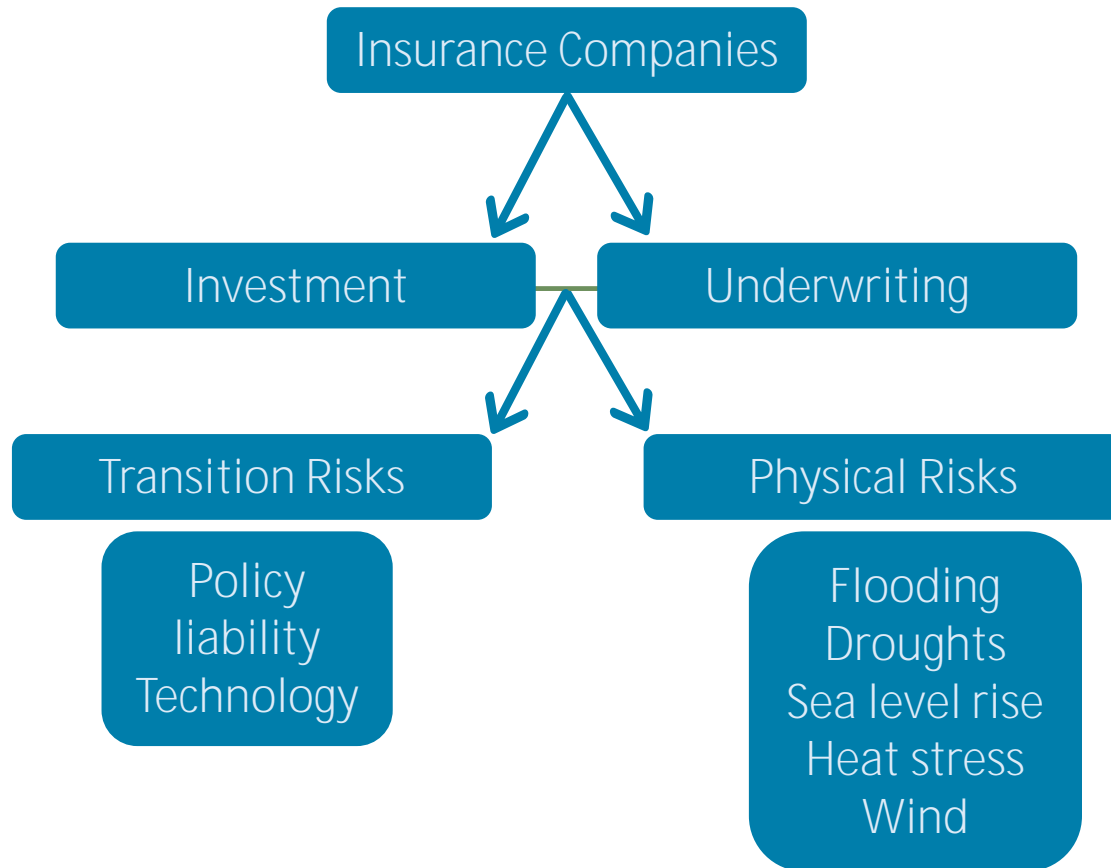 Insurance Companies
Investment
Underwriting
Transition Risks
Physical Risks
Policy
liability
Technology
Flooding
Droughts
Sea level rise
Heat stress
Wind